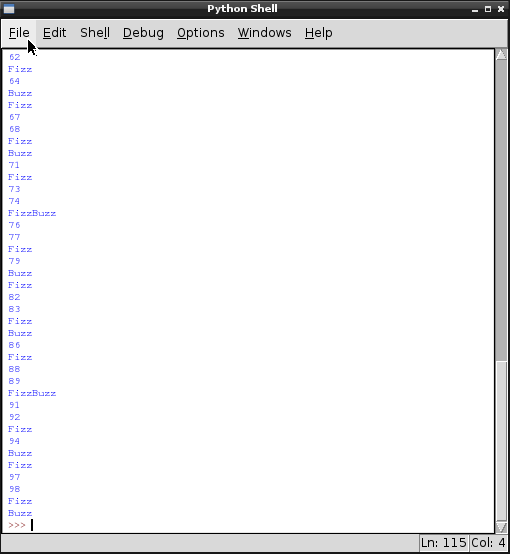 Python Shell
File Edit Shell Debug Options Windows Help
62
Fizz
64
Buzz
Fizz
67
68
Fizz
Buzz
71
Fizz
73
74
FizzBuzz
76
77
Fizz
79
Buzz
Fizz
82
83
Fizz
Buzz
86
Fizz
88
89
FizzBuzz
91
92
Fizz
94
Buzz
Fizz
97
98
Fizz
Buzz
>>>
Ln: 115 Col: 4